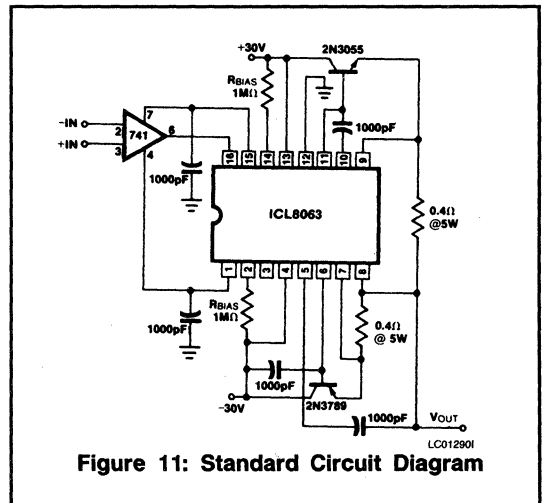 +30V
2N3055
RBIAS
1MΩ
-IN
+IN
7
2
741
6
3
4
1000pF
1000pF
16 15 14 13 12 11 10 9
ICL8063
0.4Ω
@5W
1 2 3 4 5 6 7 8
RBIAS
1MΩ
0.4Ω
@ 5W
1000pF
1000pF
-30V
2N3789
1000pF
VOUT
LC01290I
Figure 11: Standard Circuit Diagram